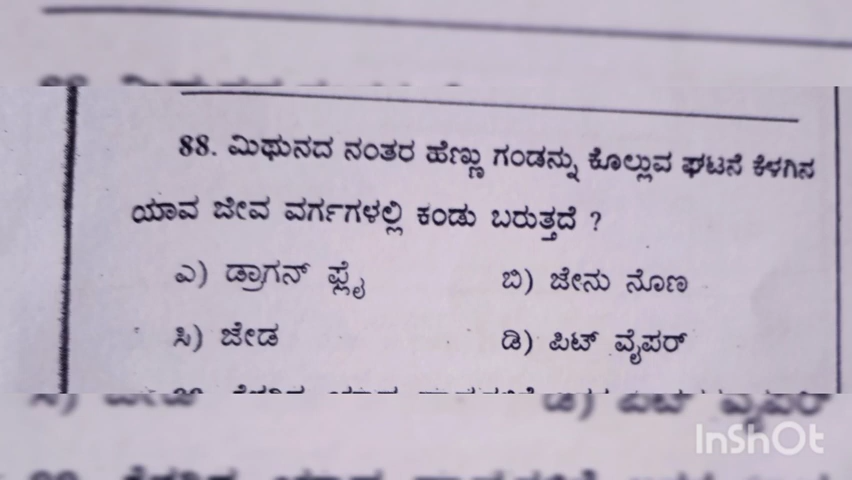 88. ಮಿಥುನದ ನಂತರ ಹೆಣ್ಣು ಗಂಡನ್ನು ಕೊಲ್ಲುವ ಘಟನೆ ಕೆಳಗಿನ
ಯಾವ ಜೀವ ವರ್ಗಗಳಲ್ಲಿ ಕಂಡು ಬರುತ್ತದೆ ?
ಎ) ಡ್ರಾಗನ್ ಫ್ಲೈ ಬಿ) ಜೇನು ನೊಣ
ಸಿ) ಜೇಡ ಡಿ) ಪಿಟ್ ವೈಪರ್
InShOt